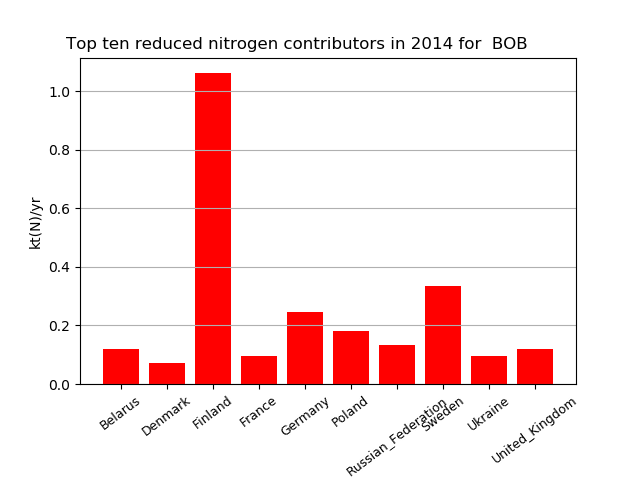 Top ten reduced nitrogen contributors in 2014 for  BOB
kt(N)/yr
1.0
0.8
0.6
0.4
0.2
0.0
Belarus
Denmark
Finland
France
Germany
Poland
Russian_Federation
Sweden
Ukraine
United_Kingdom